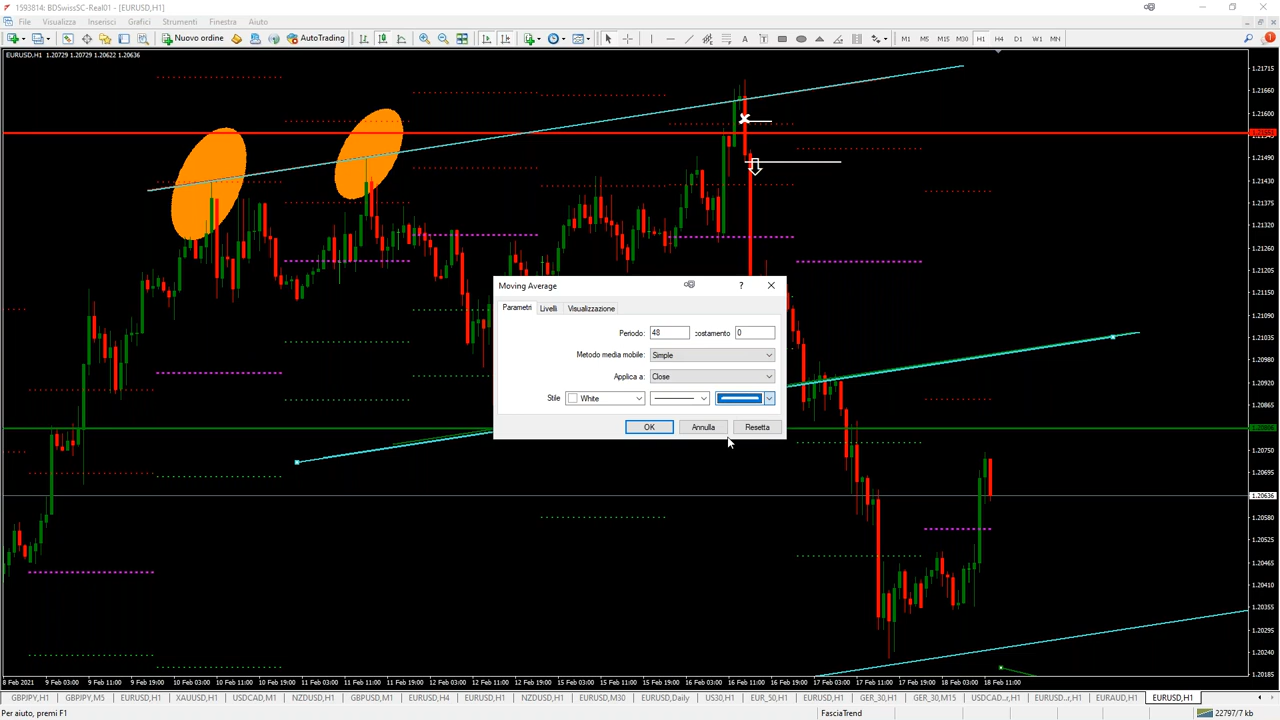 1593814: BDSwissSC-Real01 - [EURUSD,H1]
File Visualizza Inserisci Grafici Strumenti Finestra Aiuto
Nuovo ordine AutoTrading M1 M5 M15 M30 H1 H4 D1 W1 MN
EURUSD,H1 1.20729 1.20729 1.20622 1.20636
1.21715
1.21660
1.21600
1.21545
1.21490
1.21430
1.21375
1.21320
1.21260
1.21205
1.21150
1.21090
1.21035
1.20975
1.20920
1.20865
1.20806
1.20750
1.20695
1.20636
1.20580
1.20525
1.20465
1.20410
1.20355
1.20295
1.20240
1.20185
Moving Average ?
Parametri Livelli Visualizzazione
Periodo: 48 costamento 0
Metodo media mobile: Simple
Applica a: Close
Stile White
OK Annulla Resetta
8 Feb 2021 9 Feb 03:00 9 Feb 11:00 9 Feb 19:00 10 Feb 03:00 10 Feb 11:00 10 Feb 19:00 11 Feb 03:00 11 Feb 11:00 11 Feb 19:00 12 Feb 03:00 12 Feb 11:00 12 Feb 19:00 15 Feb 03:00 15 Feb 11:00 15 Feb 19:00 16 Feb 03:00 16 Feb 11:00 16 Feb 19:00 17 Feb 03:00 17 Feb 11:00 17 Feb 19:00 18 Feb 03:00 18 Feb 11:00
GBPJPY,H1 GBPJPY,M5 EURUSD,H1 XAUUSD,H1 USDCAD,M1 NZDUSD,H1 GBPUSD,M1 EURUSD,H4 EURUSD,H1 NZDUSD,H1 EURUSD,M30 EURUSD,Daily US30,H1 EUR_50,H1 EURUSD,H1 GER_30,H1 GER_30,M15 USDCAD..r,H1 EURUSD..r,H1 EURAUD,H1 EURUSD,H1
Per aiuto, premi F1 FasciaTrend 22797/7 kb